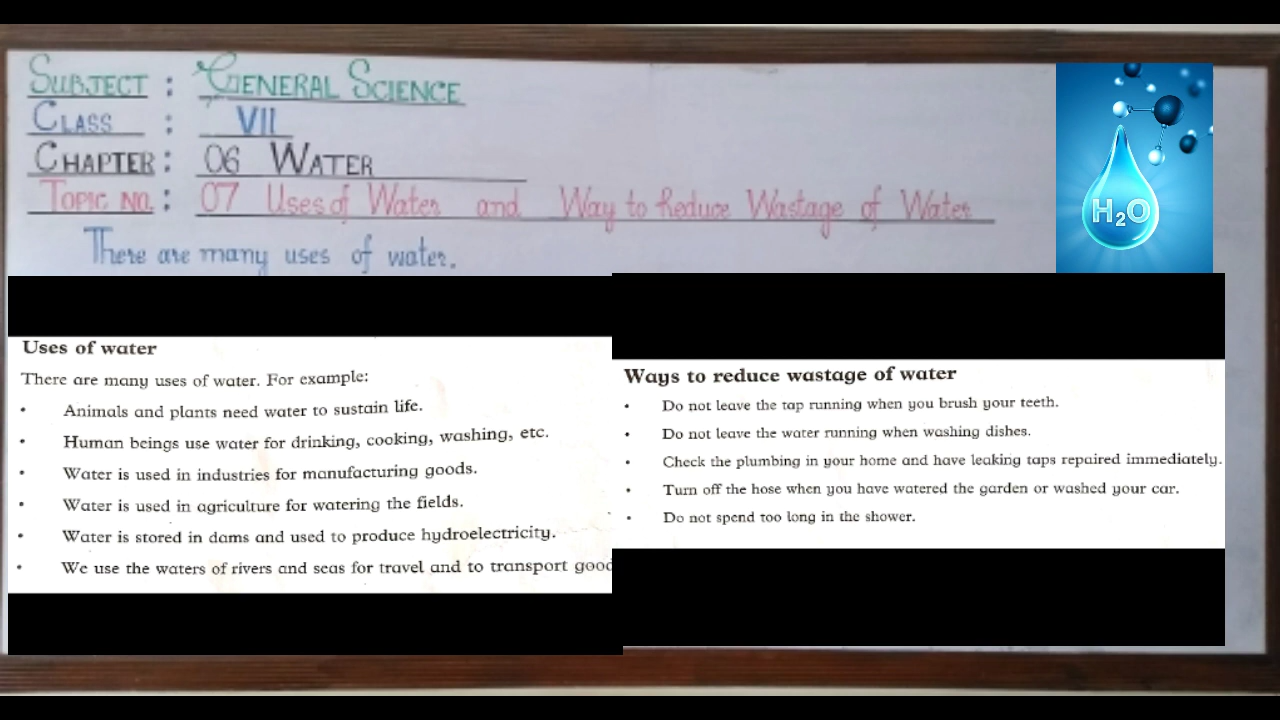 SUBJECT : GENERAL SCIENCE
CLASS : VII
CHAPTER : 06 WATER
TOPIC NO. : 07 Uses of Water and Way to Reduce Wastage of Water
There are many uses of water.
H2O
Uses of water
There are many uses of water. For example:
• Animals and plants need water to sustain life.
• Human beings use water for drinking, cooking, washing, etc.
• Water is used in industries for manufacturing goods.
• Water is used in agriculture for watering the fields.
• Water is stored in dams and used to produce hydroelectricity.
• We use the waters of rivers and seas for travel and to transport good
Ways to reduce wastage of water
• Do not leave the tap running when you brush your teeth.
• Do not leave the water running when washing dishes.
• Check the plumbing in your home and have leaking taps repaired immediately.
• Turn off the hose when you have watered the garden or washed your car.
• Do not spend too long in the shower.